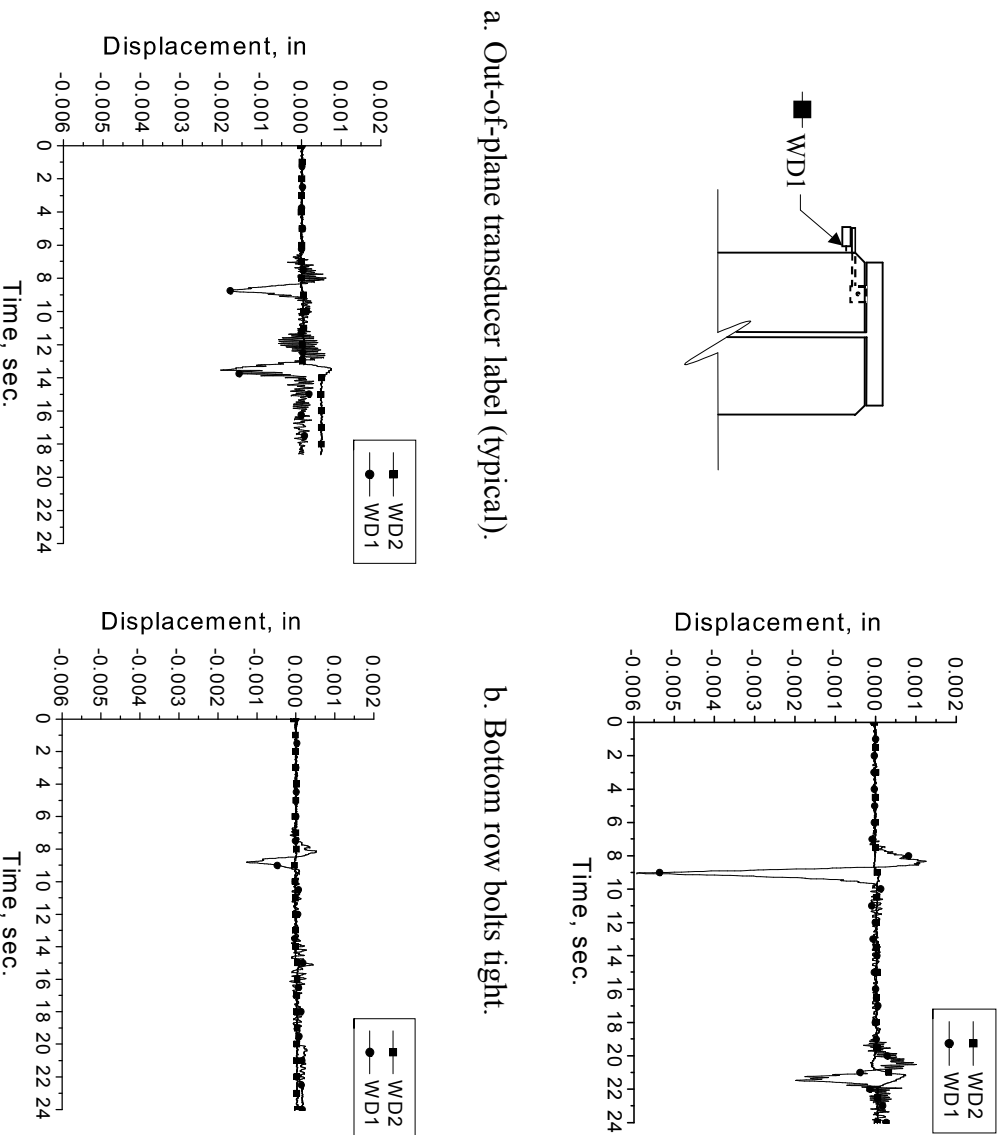 WD1
WD2
WD1
0.002
0.001
0.000
-0.001
-0.002
-0.003
-0.004
-0.005
-0.006
Displacement, in
0 2 4 6 8 10 12 14 16 18 20 22 24
Time, sec.
a. Out-of-plane transducer label (typical).
b. Bottom row bolts tight.
WD2
WD1
0.002
0.001
0.000
-0.001
-0.002
-0.003
-0.004
-0.005
-0.006
Displacement, in
0 2 4 6 8 10 12 14 16 18 20 22 24
Time, sec.
WD2
WD1
0.002
0.001
0.000
-0.001
-0.002
-0.003
-0.004
-0.005
-0.006
Displacement, in
0 2 4 6 8 10 12 14 16 18 20 22 24
Time, sec.